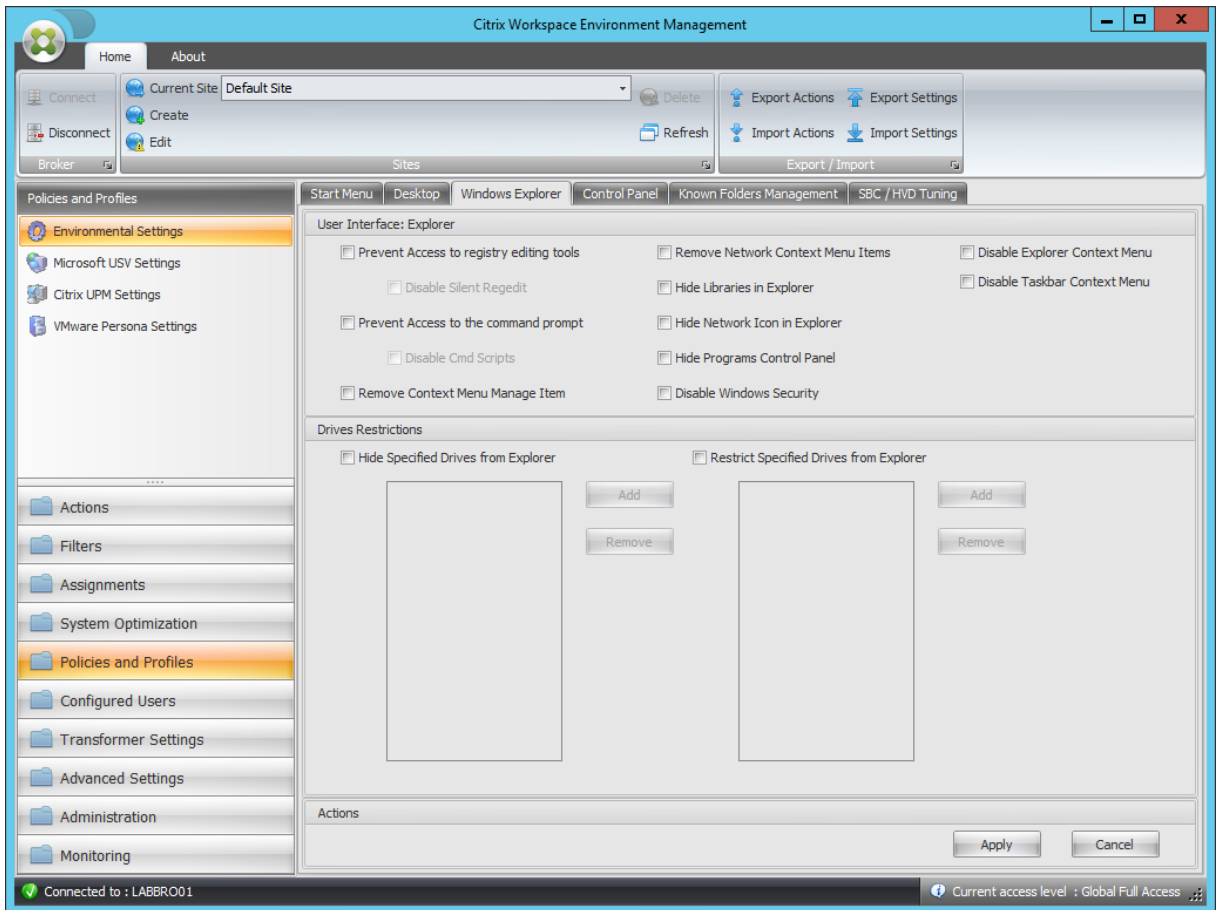 Citrix Workspace Environment Management
Home About
Connect
Disconnect
Broker
Current Site Default Site
Create
Edit
Delete
Refresh
Sites
Export Actions Export Settings
Import Actions Import Settings
Export / Import
Policies and Profiles
Environmental Settings
Microsoft USV Settings
Citrix UPM Settings
VMware Persona Settings
Actions
Filters
Assignments
System Optimization
Policies and Profiles
Configured Users
Transformer Settings
Advanced Settings
Administration
Monitoring
Start Menu Desktop Windows Explorer Control Panel Known Folders Management SBC / HVD Tuning
User Interface: Explorer
Prevent Access to registry editing tools
Disable Silent Regedit
Prevent Access to the command prompt
Disable Cmd Scripts
Remove Context Menu Manage Item
Remove Network Context Menu Items
Hide Libraries in Explorer
Hide Network Icon in Explorer
Hide Programs Control Panel
Disable Windows Security
Disable Explorer Context Menu
Disable Taskbar Context Menu
Drives Restrictions
Hide Specified Drives from Explorer
Add
Remove
Restrict Specified Drives from Explorer
Add
Remove
Actions
Apply Cancel
Connected to : LABBRO01
Current access level : Global Full Access